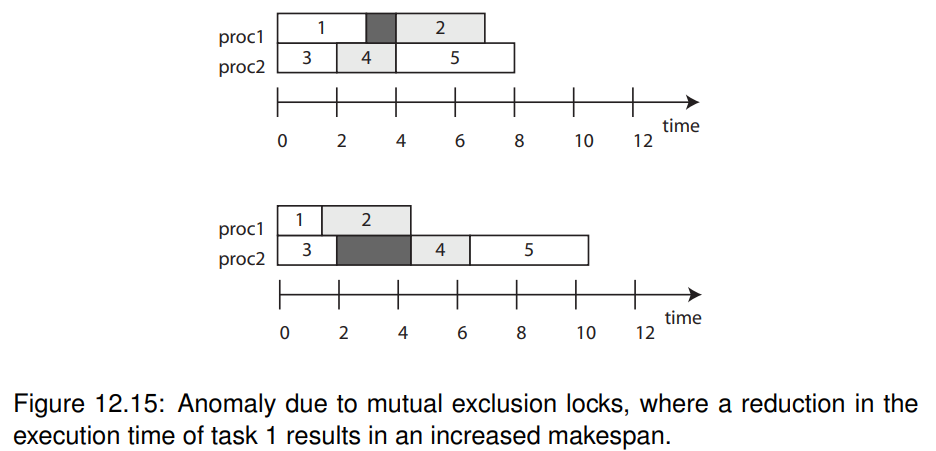 proc1 1 2
proc2 3 4 5
time
0 2 4 6 8 10 12
proc1 1 2
proc2 3 4 5
time
0 2 4 6 8 10 12
Figure 12.15: Anomaly due to mutual exclusion locks, where a reduction in the
execution time of task 1 results in an increased makespan.